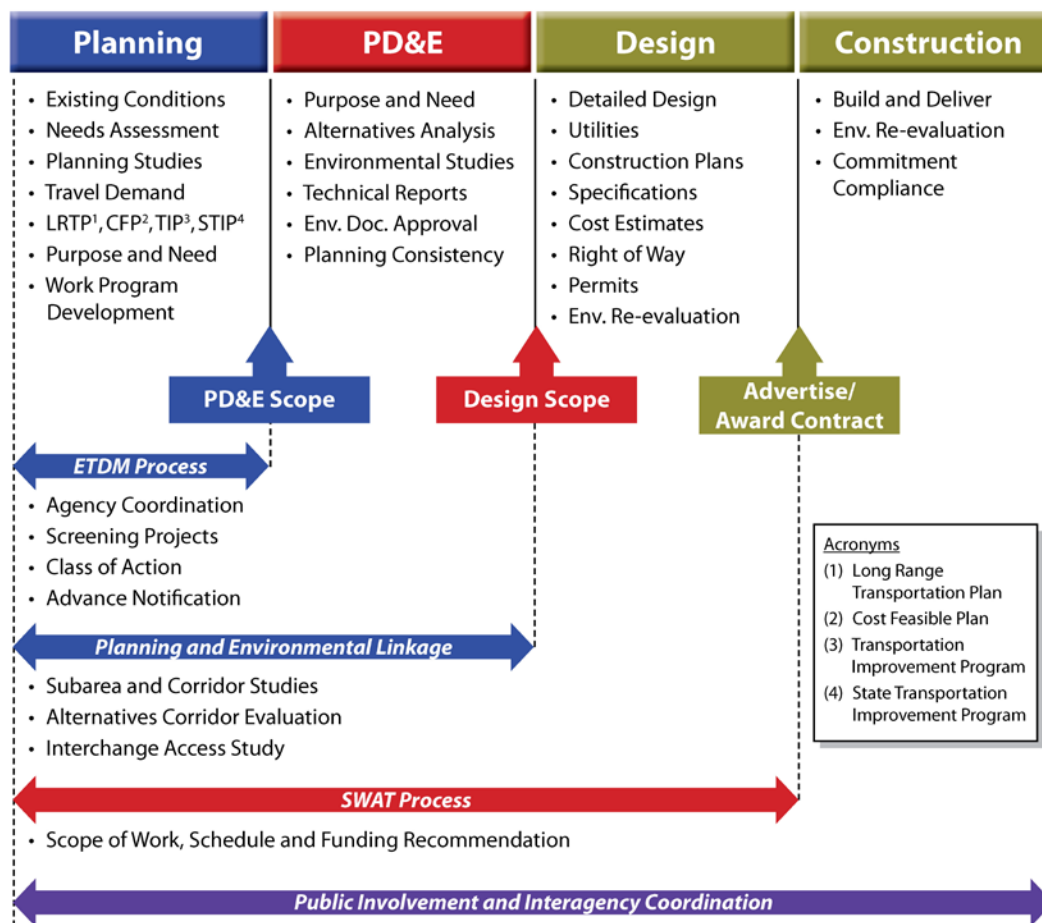 Planning
PD&E
Design
Construction
• Existing Conditions
• Needs Assessment
• Planning Studies
• Travel Demand
• LRTP¹, CFP², TIP³, STIP⁴
• Purpose and Need
• Work Program
Development
• Purpose and Need
• Alternatives Analysis
• Environmental Studies
• Technical Reports
• Env. Doc. Approval
• Planning Consistency
• Detailed Design
• Utilities
• Construction Plans
• Specifications
• Cost Estimates
• Right of Way
• Permits
• Env. Re-evaluation
• Build and Deliver
• Env. Re-evaluation
• Commitment
Compliance
PD&E Scope
Design Scope
Advertise/
Award Contract
ETDM Process
• Agency Coordination
• Screening Projects
• Class of Action
• Advance Notification
Planning and Environmental Linkage
• Subarea and Corridor Studies
• Alternatives Corridor Evaluation
• Interchange Access Study
SWAT Process
• Scope of Work, Schedule and Funding Recommendation
Public Involvement and Interagency Coordination
Acronyms
(1) Long Range
Transportation Plan
(2) Cost Feasible Plan
(3) Transportation
Improvement Program
(4) State Transportation
Improvement Program